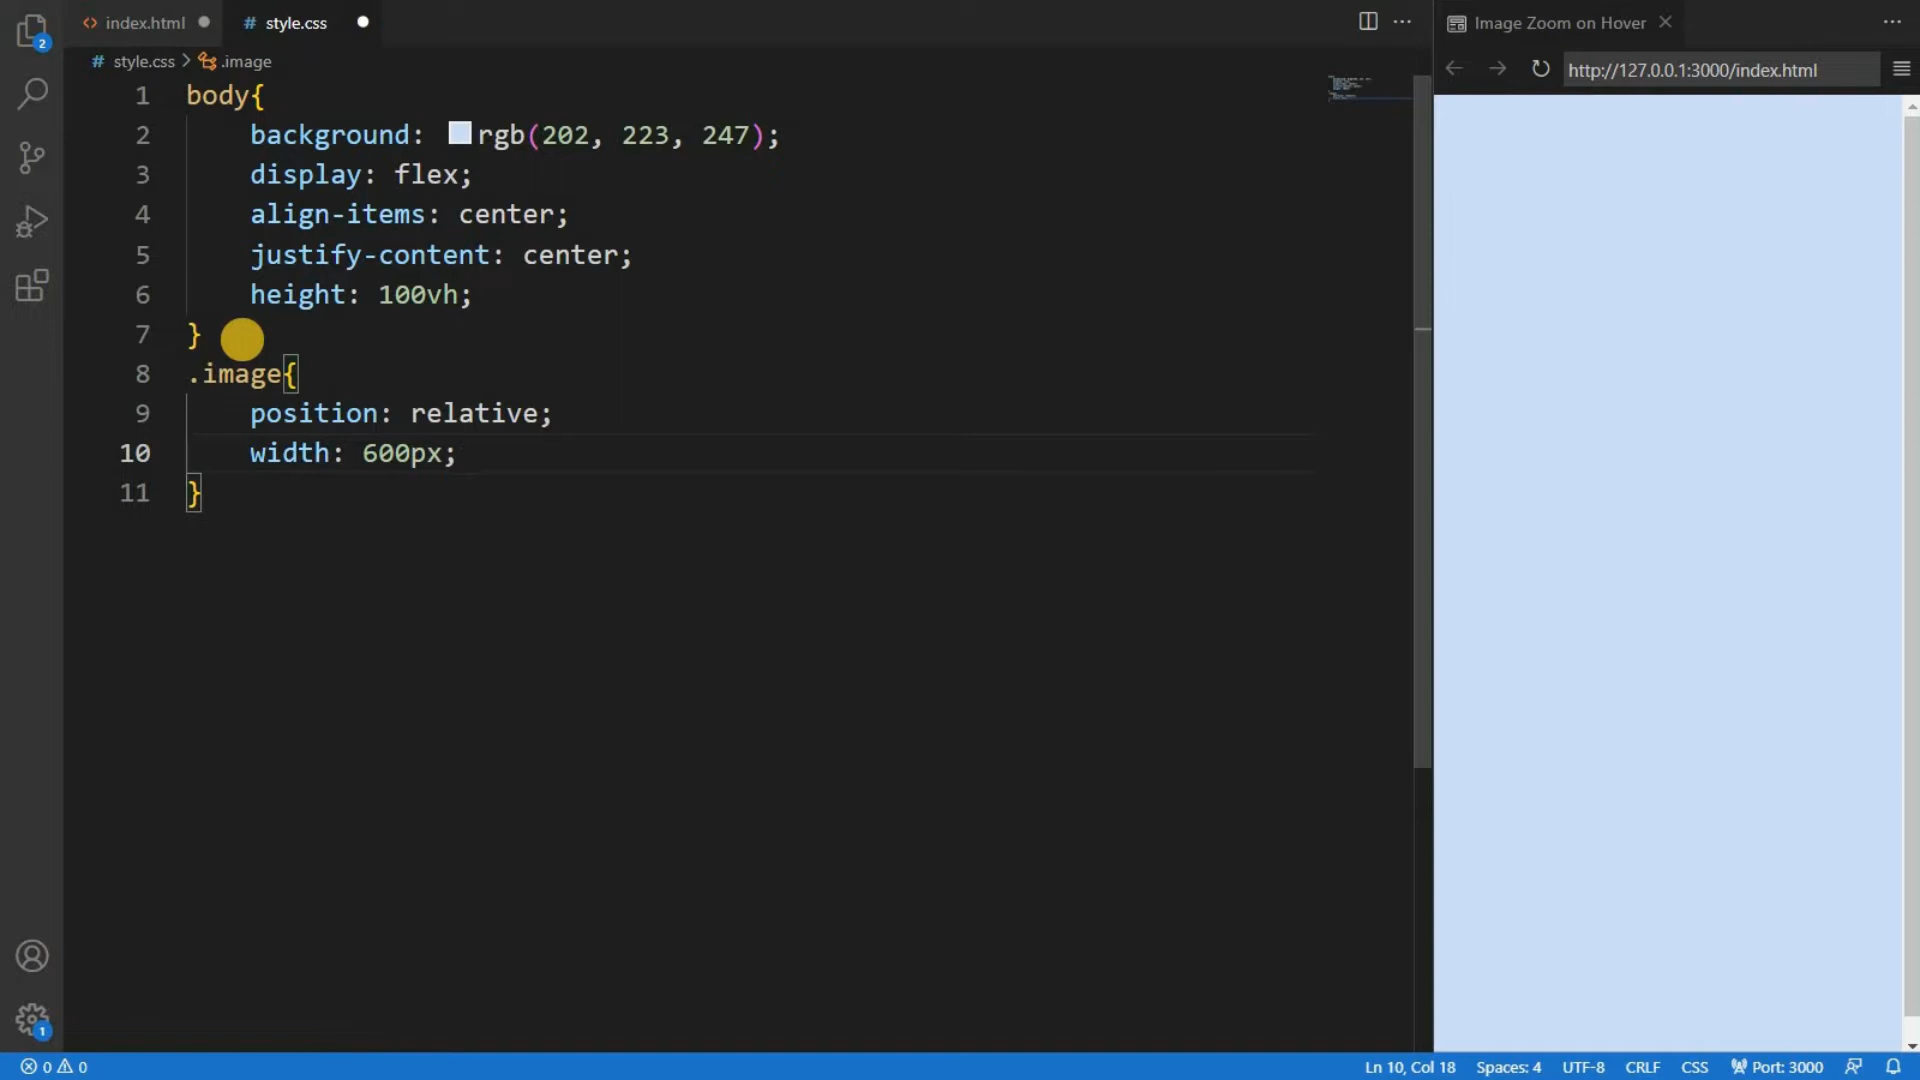 index.html
# style.css
Image Zoom on Hover
# style.css > .image
http://127.0.0.1:3000/index.html
1 body{
2 background: rgb(202, 223, 247);
3 display: flex;
4 align-items: center;
5 justify-content: center;
6 height: 100vh;
7 }
8 .image{
9 position: relative;
10 width: 600px;
11 }
2
1
0 0
Ln 10, Col 18 Spaces: 4 UTF-8 CRLF CSS Port: 3000